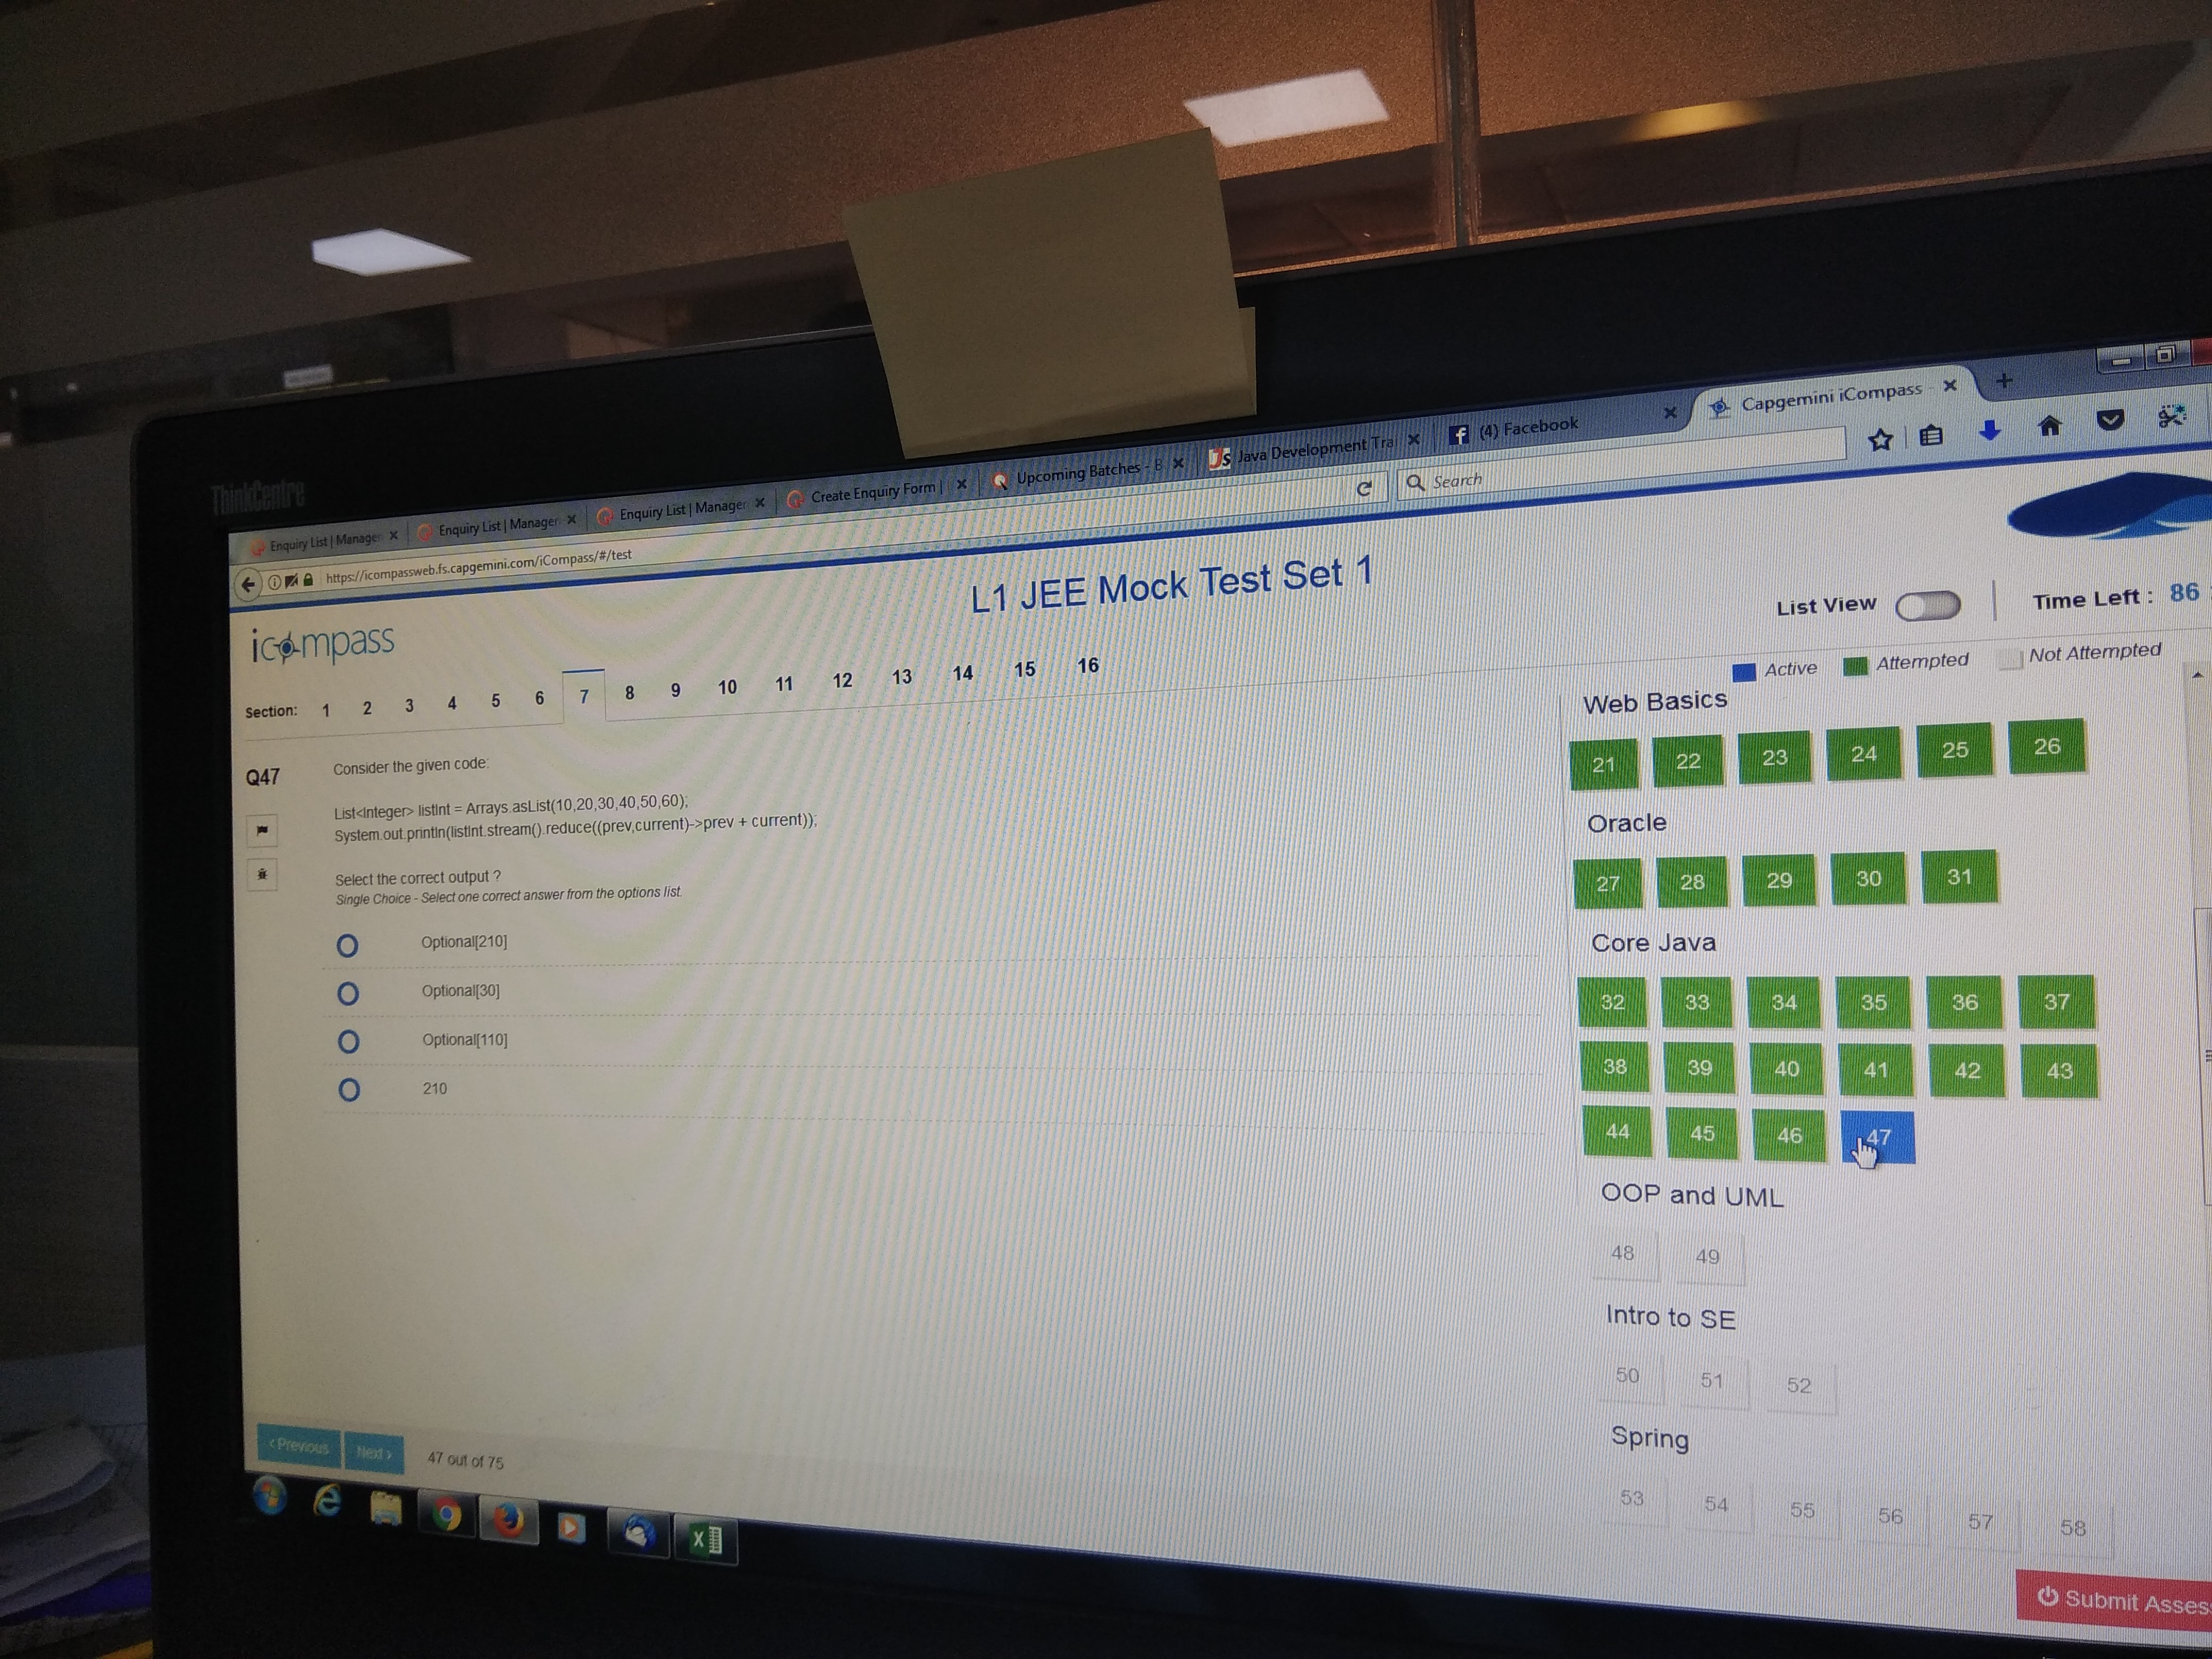 ThinkCentre
Enquiry List | Manager
Enquiry List | Manager
Enquiry List | Manager
Create Enquiry Form |
Upcoming Batches - B
Java Development Tra
(4) Facebook
Capgemini iCompass
https://icompassweb.fs.capgemini.com/iCompass/#/test
Search
icompass
L1 JEE Mock Test Set 1
List View
Time Left : 86
Section: 1 2 3 4 5 6 7 8 9 10 11 12 13 14 15 16
Active Attempted Not Attempted
Q47
Consider the given code:
List<Integer> listInt = Arrays.asList(10,20,30,40,50,60);
System.out.println(listInt.stream().reduce((prev,current)->prev + current));
Select the correct output ?
Single Choice - Select one correct answer from the options list.
Optional[210]
Optional[30]
Optional[110]
210
Web Basics
21 22 23 24 25 26
Oracle
27 28 29 30 31
Core Java
32 33 34 35 36 37
38 39 40 41 42 43
44 45 46 47
OOP and UML
48 49
Intro to SE
50 51 52
Spring
53 54 55 56 57 58
< Previous
Next >
47 out of 75
Submit Asses